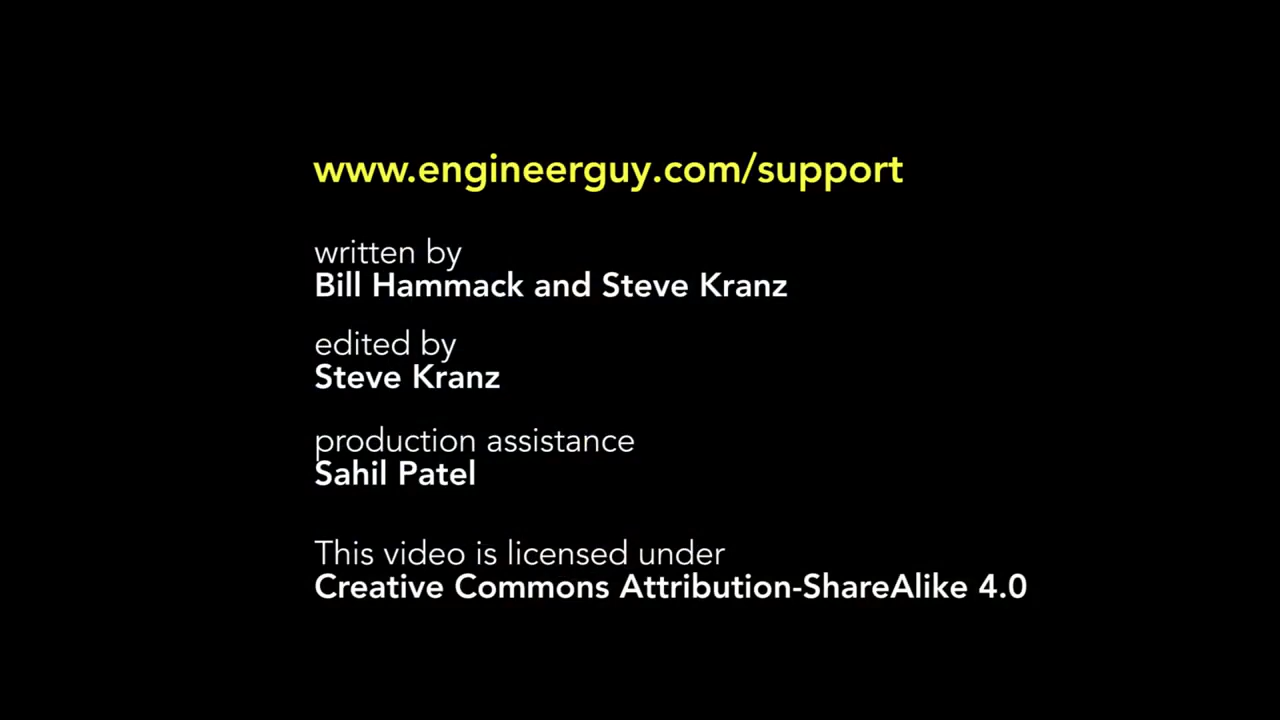 www.engineerguy.com/support
written by
Bill Hammack and Steve Kranz
edited by
Steve Kranz
production assistance
Sahil Patel
This video is licensed under
Creative Commons Attribution-ShareAlike 4.0